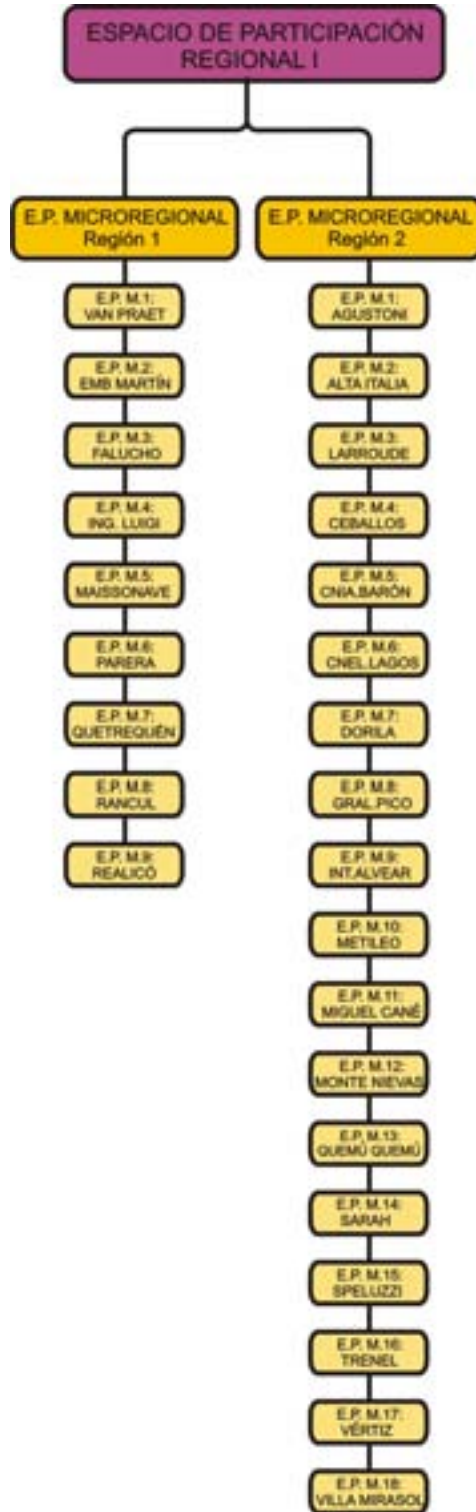 ESPACIO DE PARTICIPACIÓN
REGIONAL I
E.P. MICROREGIONAL
Región 1
E.P. M.1:
VAN PRAET
E.P. M.2:
EMB MARTÍN
E.P. M.3:
FALUCHO
E.P. M.4:
ING. LUIGI
E.P. M.5:
MAISSONAVE
E.P. M.6:
PARERA
E.P. M.7:
QUETREQUÉN
E.P. M.8:
RANCUL
E.P. M.9:
REALICÓ
E.P. MICROREGIONAL
Región 2
E.P. M.1:
AGUSTONI
E.P. M.2:
ALTA ITALIA
E.P. M.3:
LARROUDE
E.P. M.4:
CEBALLOS
E.P. M.5:
CNIA.BARÓN
E.P. M.6:
CNEL.LAGOS
E.P. M.7:
DORILA
E.P. M.8:
GRAL.PICO
E.P. M.9:
INT.ALVEAR
E.P. M.10:
METILEO
E.P. M.11:
MIGUEL CANÉ
E.P. M.12:
MONTE NIEVAS
E.P. M.13:
QUEMÚ QUEMÚ
E.P. M.14:
SARAH
E.P. M.15:
SPELUZZI
E.P. M.16:
TRENEL
E.P. M.17:
VÉRTIZ
E.P. M.18:
VILLA MIRASOL